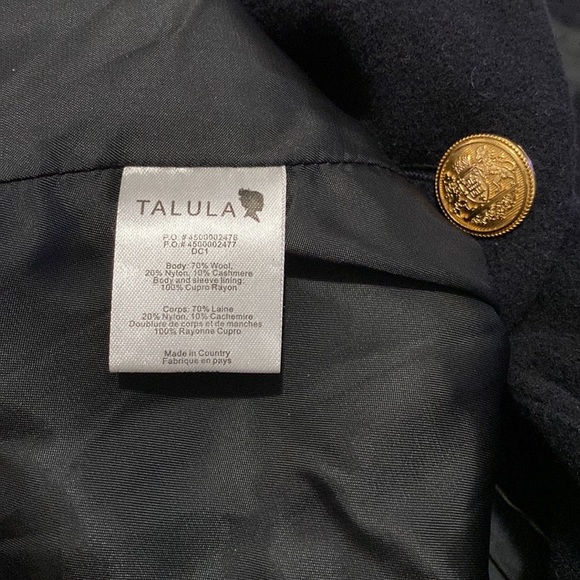 TALULA
P.O.#4500002476
P.O.#4500002477
DC1
Body: 70% Wool,
20% Nylon, 10% Cashmere
Body and sleeve lining:
100% Cupro Rayon
Corps: 70% Laine
20% Nylon, 10% Cachemire
Doublure de corps et de manches
100% Rayonne Cupro
Made in Country
Fabrique en pays